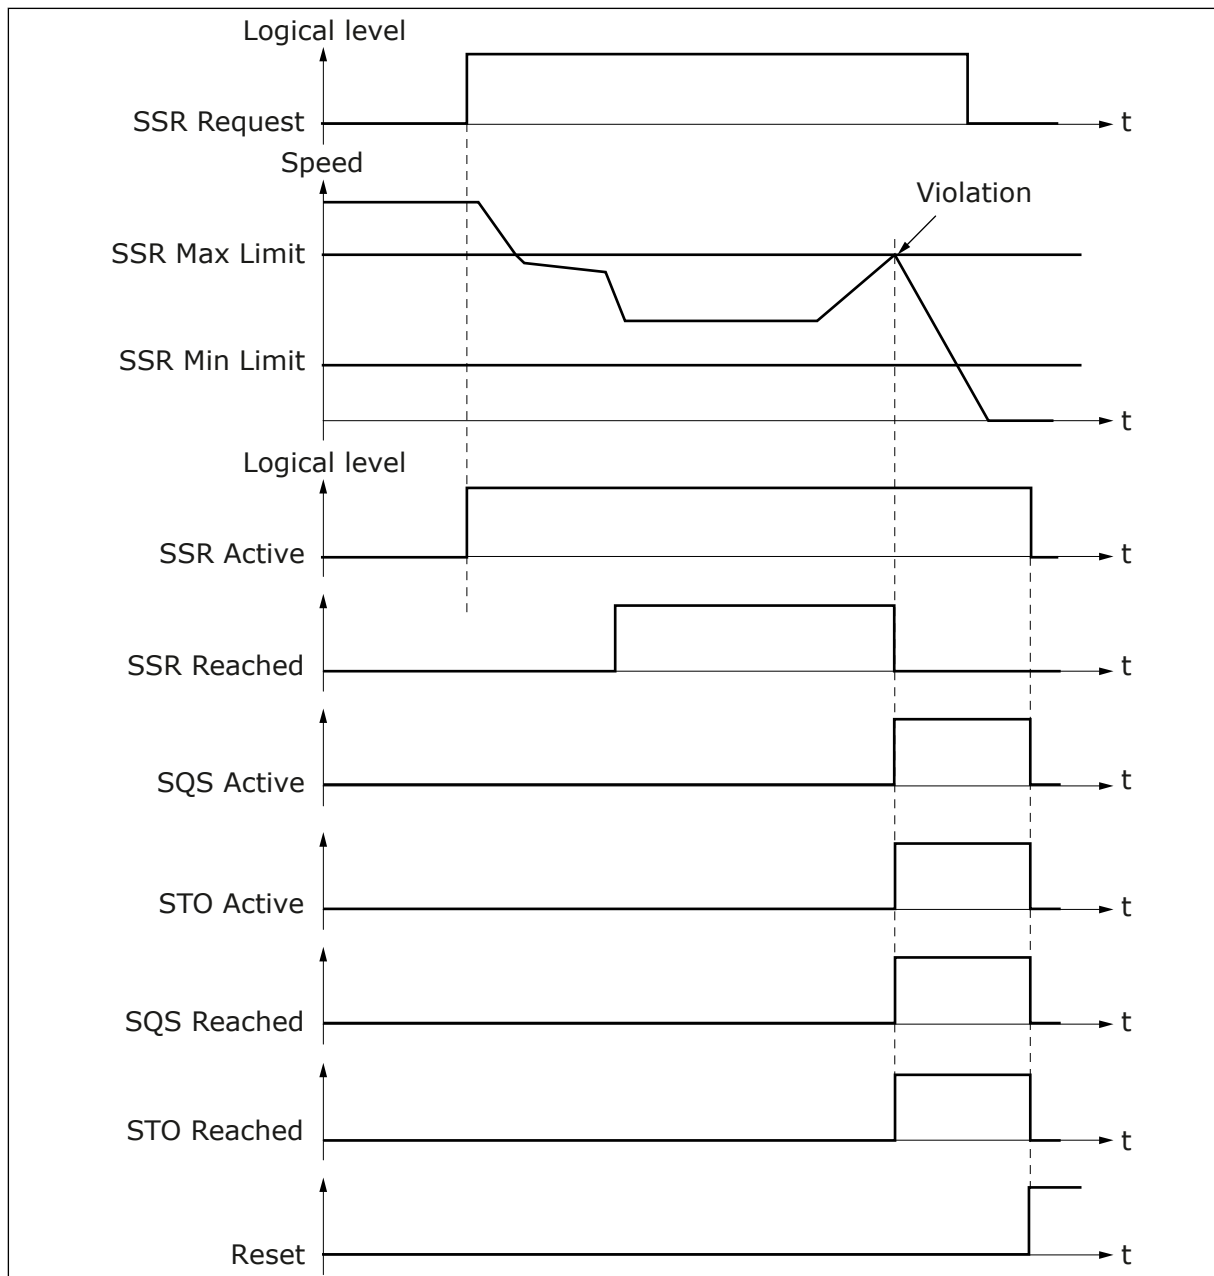 Logical level
SSR Request
t
Speed
Violation
SSR Max Limit
SSR Min Limit
t
Logical level
SSR Active
t
SSR Reached
t
SQS Active
t
STO Active
t
SQS Reached
t
STO Reached
t
Reset
t